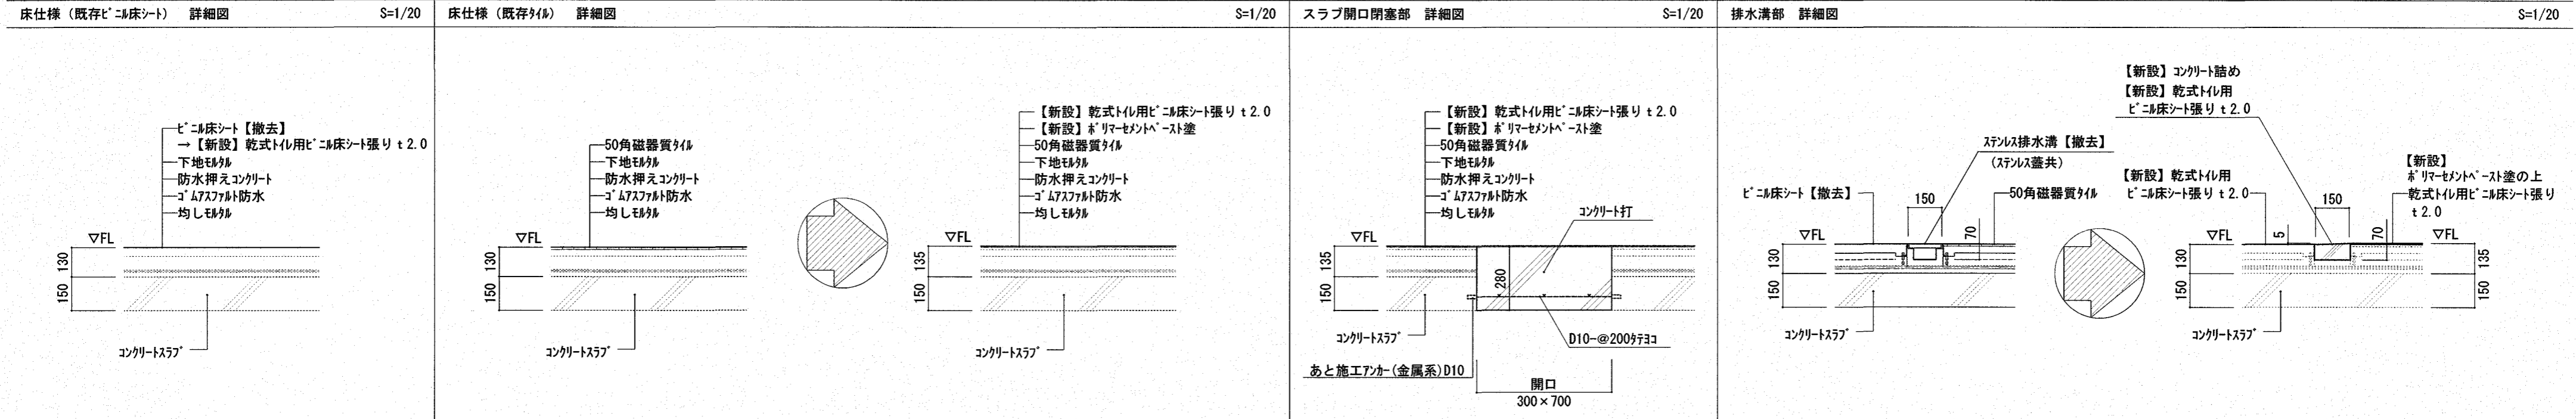 床仕様（既存ﾋﾞﾆﾙ床ｼｰﾄ） 詳細図 S=1/20
ﾋﾞﾆﾙ床ｼｰﾄ【撤去】
→【新設】乾式ﾄｲﾚ用ﾋﾞﾆﾙ床ｼｰﾄ張り t 2.0
下地ﾓﾙﾀﾙ
防水押えｺﾝｸﾘｰﾄ
ｺﾞﾑｱｽﾌｧﾙﾄ防水
均しﾓﾙﾀﾙ
▽FL
130
150
ｺﾝｸﾘｰﾄｽﾗﾌﾞ
床仕様（既存ﾀｲﾙ） 詳細図 S=1/20
50角磁器質ﾀｲﾙ
下地ﾓﾙﾀﾙ
防水押えｺﾝｸﾘｰﾄ
ｺﾞﾑｱｽﾌｧﾙﾄ防水
均しﾓﾙﾀﾙ
▽FL
130
150
ｺﾝｸﾘｰﾄｽﾗﾌﾞ
【新設】乾式ﾄｲﾚ用ﾋﾞﾆﾙ床ｼｰﾄ張り t 2.0
【新設】ﾎﾟﾘﾏｰｾﾒﾝﾄﾍﾟｰｽﾄ塗
50角磁器質ﾀｲﾙ
下地ﾓﾙﾀﾙ
防水押えｺﾝｸﾘｰﾄ
ｺﾞﾑｱｽﾌｧﾙﾄ防水
均しﾓﾙﾀﾙ
▽FL
135
150
ｺﾝｸﾘｰﾄｽﾗﾌﾞ
スラブ開口閉塞部 詳細図 S=1/20
【新設】乾式ﾄｲﾚ用ﾋﾞﾆﾙ床ｼｰﾄ張り t 2.0
【新設】ﾎﾟﾘﾏｰｾﾒﾝﾄﾍﾟｰｽﾄ塗
50角磁器質ﾀｲﾙ
下地ﾓﾙﾀﾙ
防水押えｺﾝｸﾘｰﾄ
ｺﾞﾑｱｽﾌｧﾙﾄ防水
均しﾓﾙﾀﾙ
ｺﾝｸﾘｰﾄ打
▽FL
135
150
280
ｺﾝｸﾘｰﾄｽﾗﾌﾞ
D10-@200ﾀﾃﾖｺ
あと施工ｱﾝｶｰ(金属系)D10
開口
300×700
排水溝部 詳細図 S=1/20
ｽﾃﾝﾚｽ排水溝【撤去】
(ｽﾃﾝﾚｽ蓋共)
ﾋﾞﾆﾙ床ｼｰﾄ【撤去】
150
50角磁器質ﾀｲﾙ
70
▽FL
130
150
ｺﾝｸﾘｰﾄｽﾗﾌﾞ
【新設】ｺﾝｸﾘｰﾄ詰め
【新設】乾式ﾄｲﾚ用
ﾋﾞﾆﾙ床ｼｰﾄ張り t 2.0
【新設】乾式ﾄｲﾚ用
ﾋﾞﾆﾙ床ｼｰﾄ張り t 2.0
150
【新設】
ﾎﾟﾘﾏｰｾﾒﾝﾄﾍﾟｰｽﾄ塗の上
乾式ﾄｲﾚ用ﾋﾞﾆﾙ床ｼｰﾄ張り
t 2.0
▽FL
5
70
▽FL
130
150
135
150
ｺﾝｸﾘｰﾄｽﾗﾌﾞ